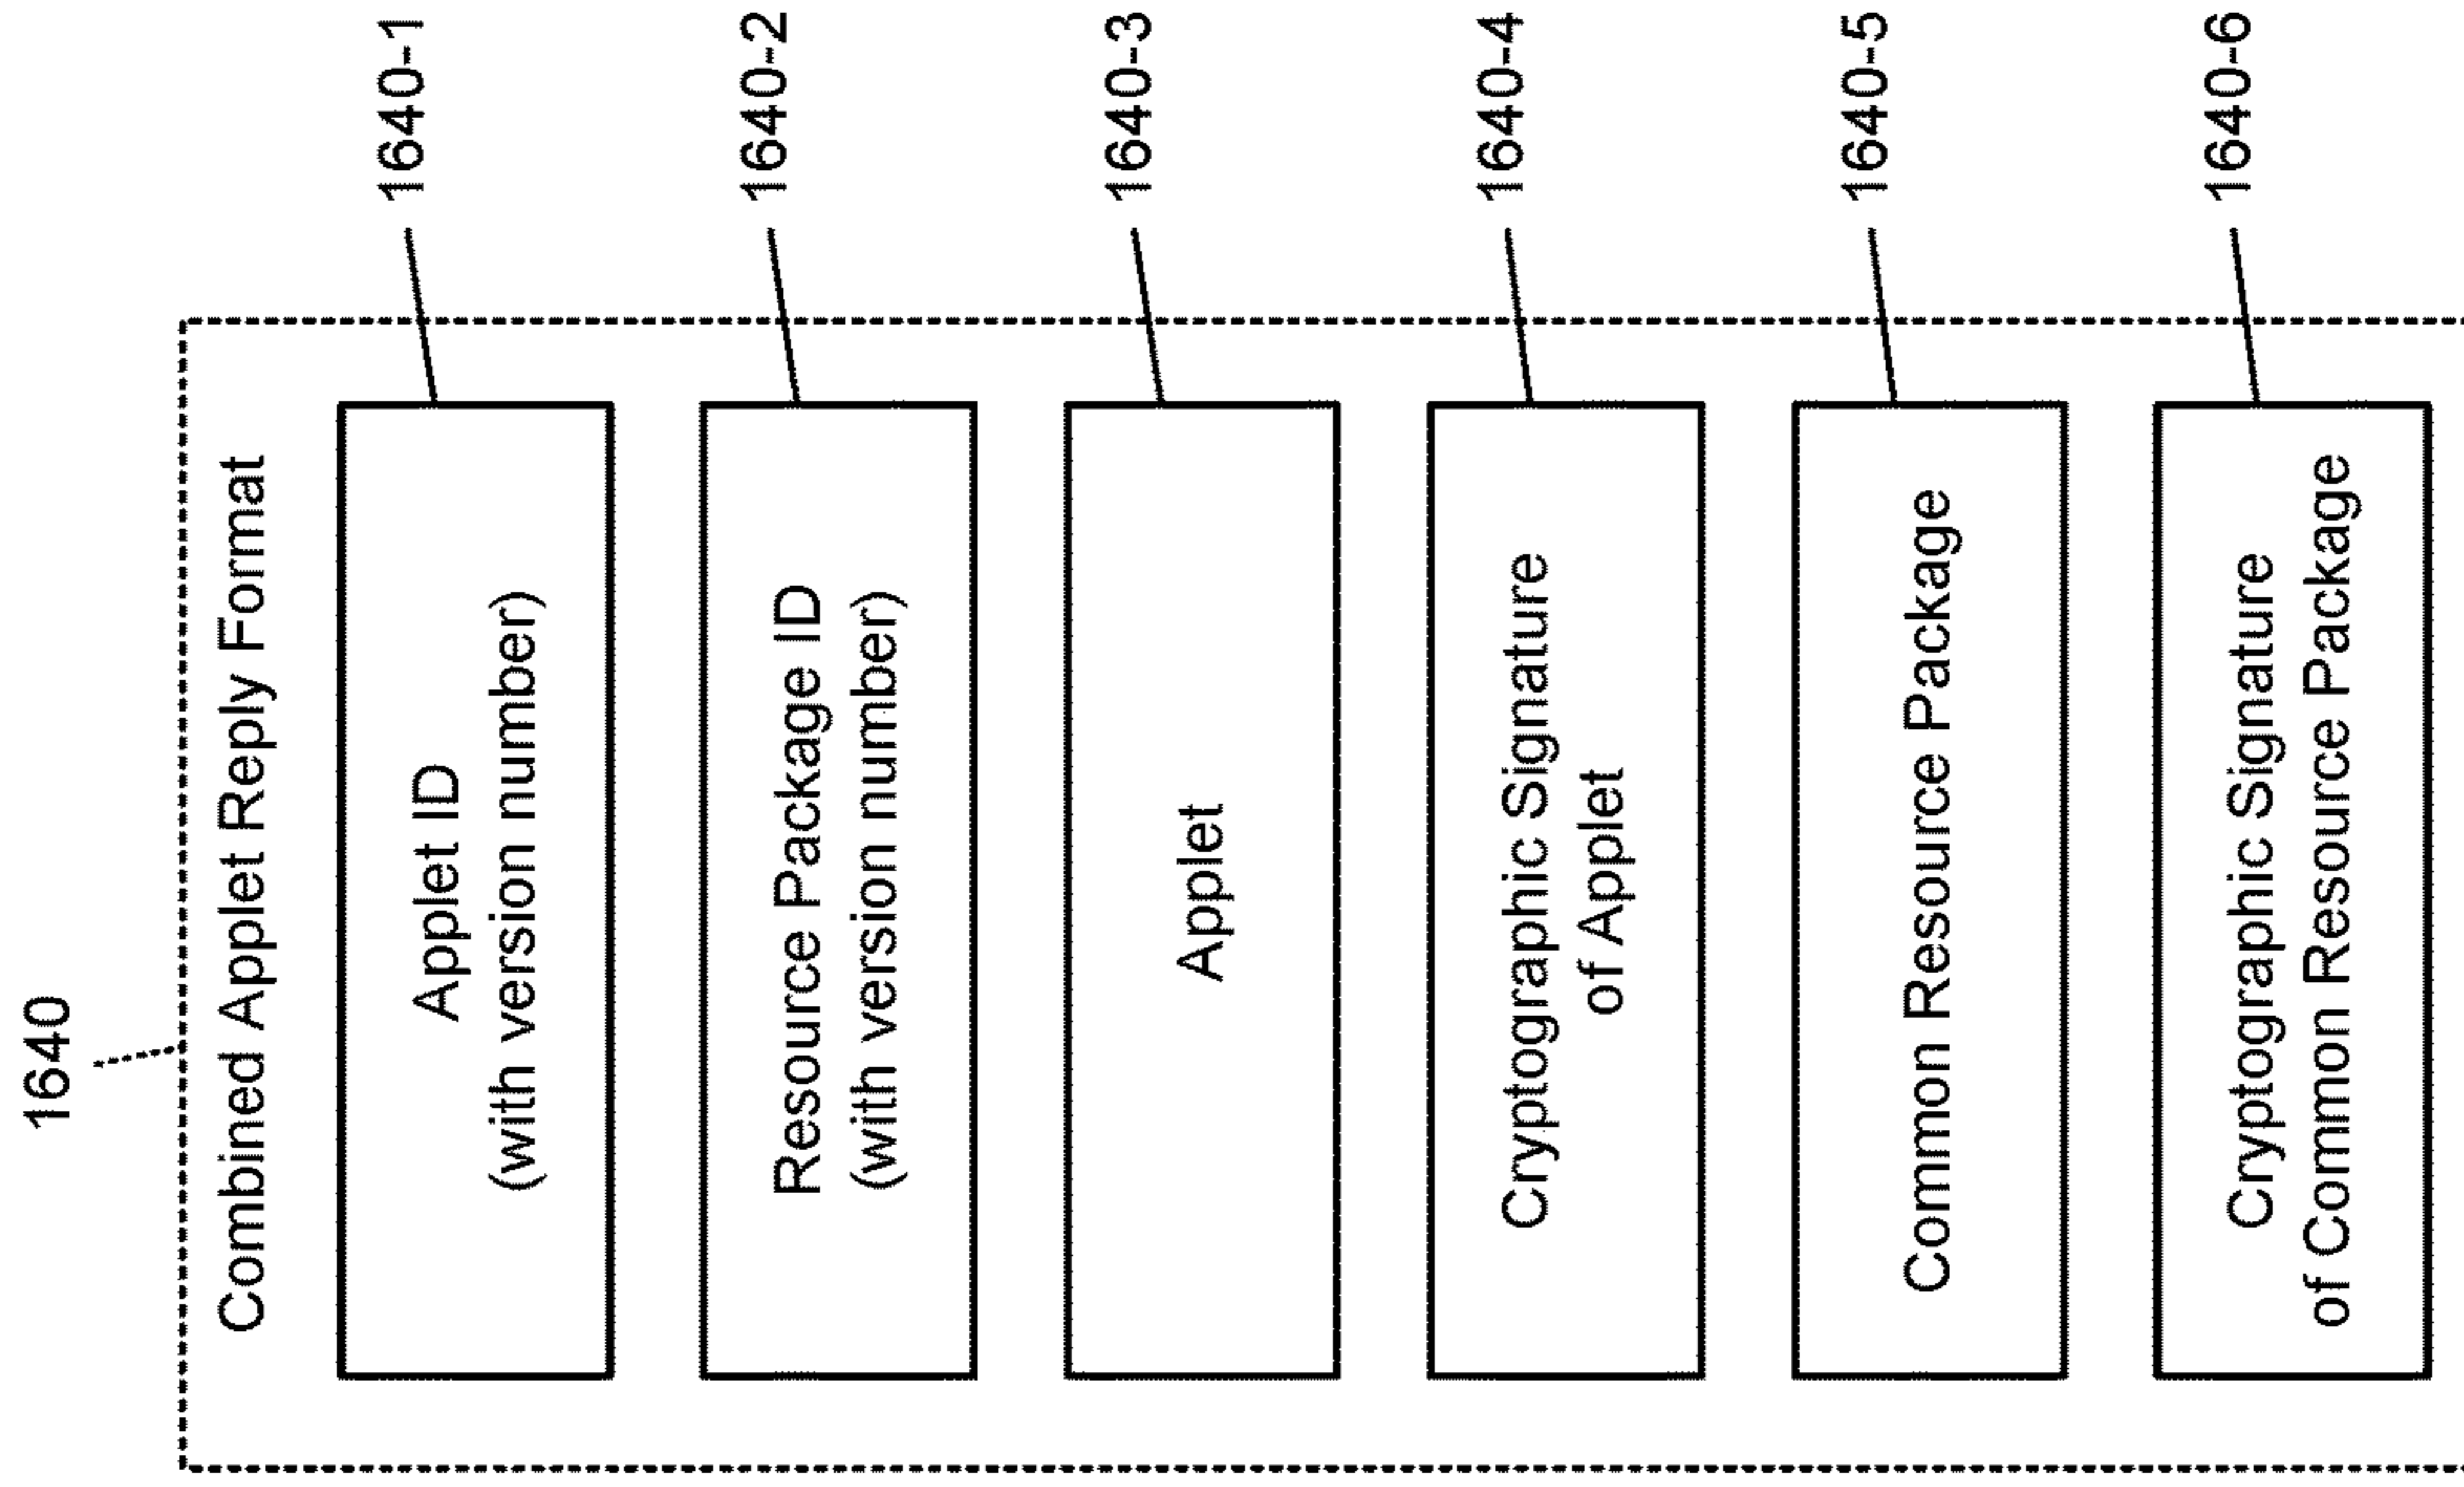 1640
Combined Applet Reply Format
Applet ID
(with version number)
1640-1
Resource Package ID
(with version number)
1640-2
Applet
1640-3
Cryptographic Signature
of Applet
1640-4
Common Resource Package
1640-5
Cryptographic Signature
of Common Resource Package
1640-6